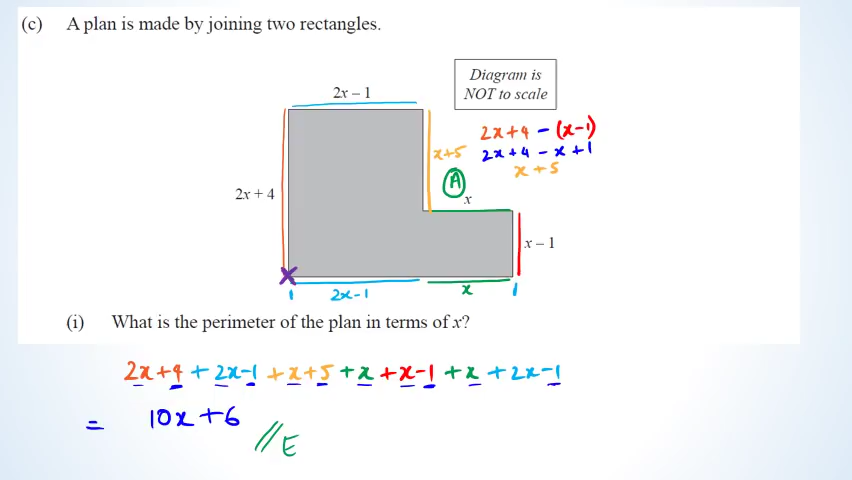 (c) A plan is made by joining two rectangles.
Diagram is
NOT to scale
2x – 1
2x + 4 - (x-1)
2x + 4 - x + 1
x + 5
x+5
A
x
2x + 4
x – 1
1 2x-1 x 1
(i) What is the perimeter of the plan in terms of x?
2x + 4 + 2x - 1 + x + 5 + x + x - 1 + x + 2x - 1
= 10x + 6
// E